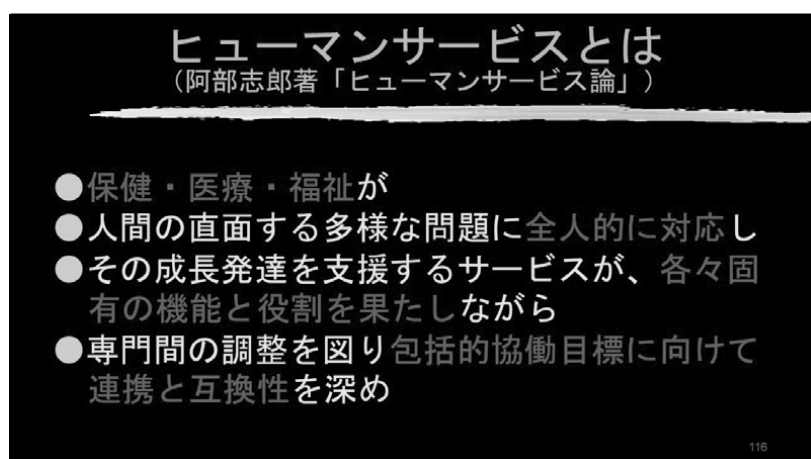 ヒューマンサービスとは
（阿部志郎著「ヒューマンサービス論」）
●保健・医療・福祉が
●人間の直面する多様な問題に全人的に対応し
●その成長発達を支援するサービスが、各々固
有の機能と役割を果たしながら
●専門間の調整を図り包括的協働目標に向けて
連携と互換性を深め
116